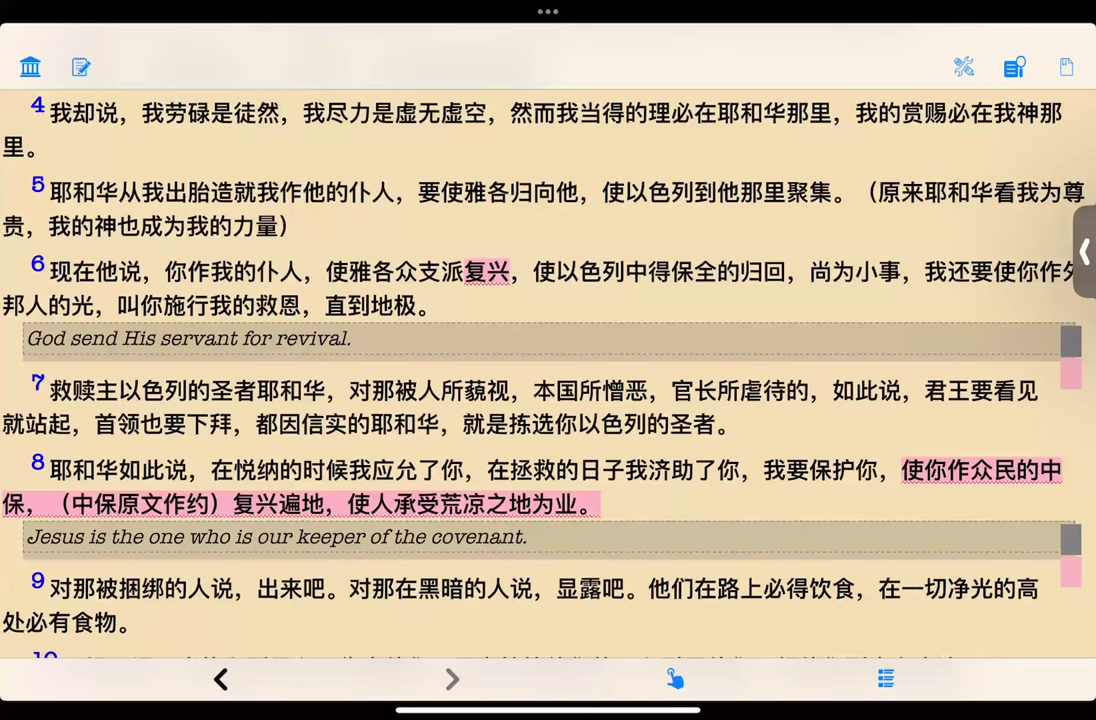 4 我却说，我劳碌是徒然，我尽力是虚无虚空，然而我当得的理必在耶和华那里，我的赏赐必在我神那
里。
5 耶和华从我出胎造就我作他的仆人，要使雅各归向他，使以色列到他那里聚集。（原来耶和华看我为尊
贵，我的神也成为我的力量）
6 现在他说，你作我的仆人，使雅各众支派复兴，使以色列中得保全的归回，尚为小事，我还要使你作外
邦人的光，叫你施行我的救恩，直到地极。
God send His servant for revival.
7 救赎主以色列的圣者耶和华，对那被人所藐视，本国所憎恶，官长所虐待的，如此说，君王要看见
就站起，首领也要下拜，都因信实的耶和华，就是拣选你以色列的圣者。
8 耶和华如此说，在悦纳的时候我应允了你，在拯救的日子我济助了你，我要保护你，使你作众民的中
保，（中保原文作约）复兴遍地，使人承受荒凉之地为业。
Jesus is the one who is our keeper of the covenant.
9 对那被捆绑的人说，出来吧。对那在黑暗的人说，显露吧。他们在路上必得饮食，在一切净光的高
处必有食物。
10